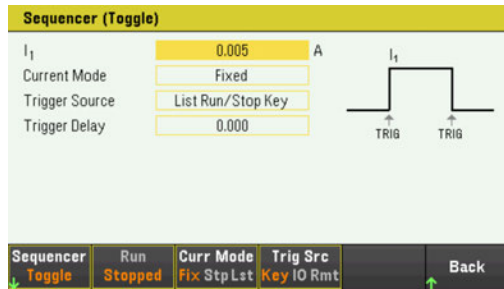 Sequencer (Toggle)
I1 0.005 A
Current Mode Fixed
Trigger Source List Run/Stop Key
Trigger Delay 0.000
I1
TRIG TRIG
Sequencer Run Curr Mode Trig Src
Toggle Stopped Fix Stp Lst Key IO Rmt Back